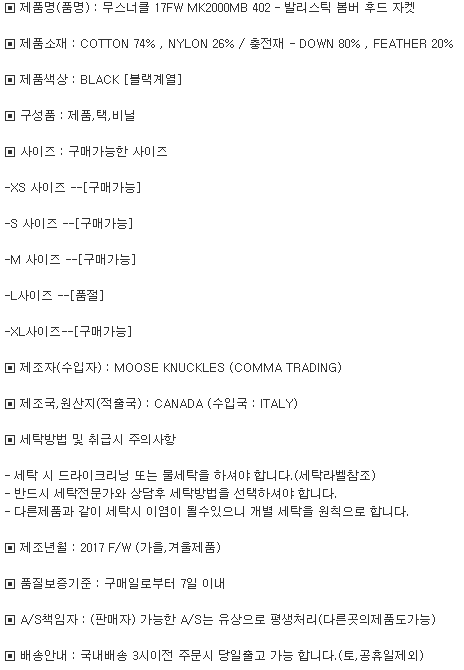 ▣ 제품명(품명) : 무스너클 17FW MK2000MB 402 - 발리스틱 봄버 후드 자켓
▣ 제품소재 : COTTON 74% , NYLON 26% / 충전재 - DOWN 80% , FEATHER 20%
▣ 제품색상 : BLACK [블랙계열]
▣ 구성품 : 제품,택,비닐
▣ 사이즈 : 구매가능한 사이즈
-XS 사이즈 --[구매가능]
-S 사이즈 --[구매가능]
-M 사이즈 --[구매가능]
-L사이즈 --[품절]
-XL사이즈--[구매가능]
▣ 제조자(수입자) : MOOSE KNUCKLES (COMMA TRADING)
▣ 제조국,원산지(적출국) : CANADA (수입국 : ITALY)
▣ 세탁방법 및 취급시 주의사항
- 세탁 시 드라이크리닝 또는 물세탁을 하셔야 합니다.(세탁라벨참조)
- 반드시 세탁전문가와 상담후 세탁방법을 선택하셔야 합니다.
- 다른제품과 같이 세탁시 이염이 될수있으니 개별 세탁을 원칙으로 합니다.
▣ 제조년월 : 2017 F/W (가을,겨울제품)
▣ 품질보증기준 : 구매일로부터 7일 이내
▣ A/S책임자 : (판매자) 가능한 A/S는 유상으로 평생처리(다른곳의제품도가능)
▣ 배송안내 : 국내배송 3시이전 주문시 당일출고 가능 합니다.(토,공휴일제외)